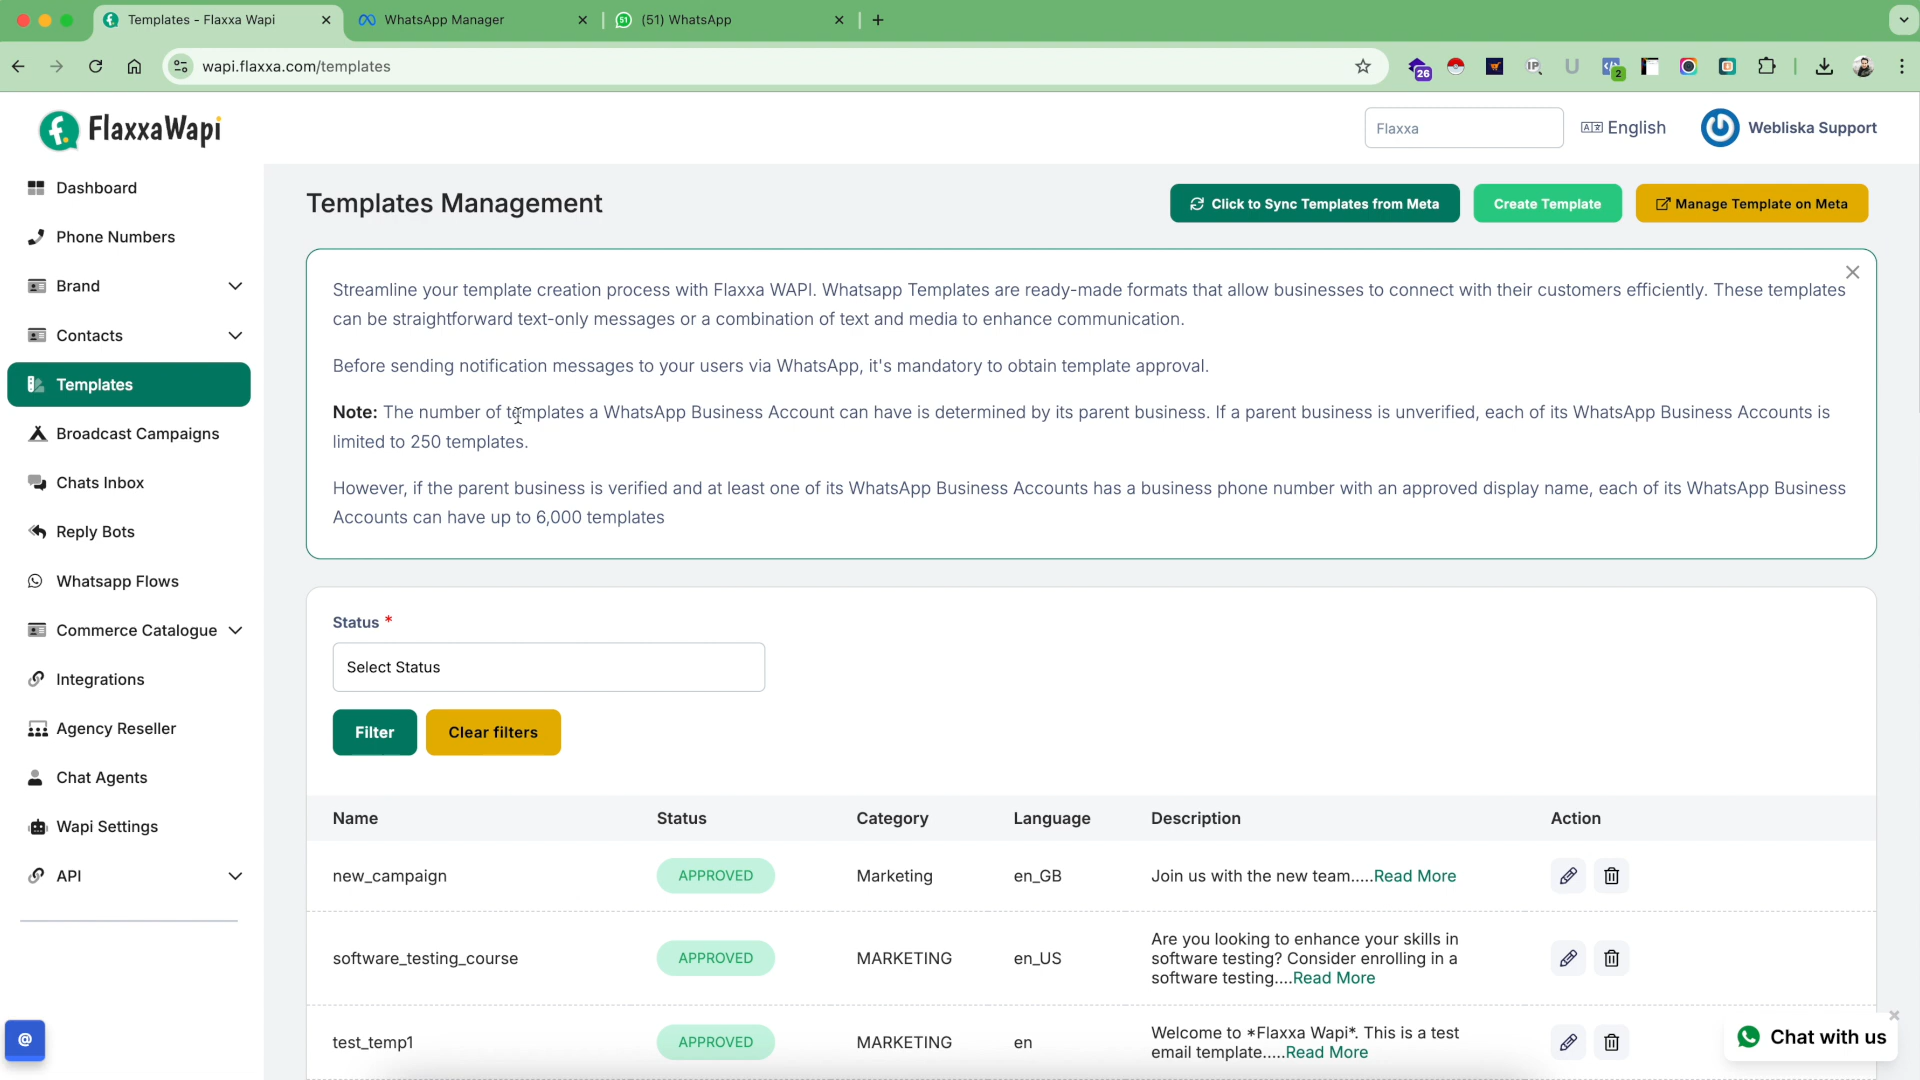 Templates - Flaxxa Wapi
WhatsApp Manager
(51) WhatsApp
wapi.flaxxa.com/templates
26
IP
U
2
FlaxxaWapi
Flaxxa
English
Webliska Support
Dashboard
Phone Numbers
Brand
Contacts
Templates
Broadcast Campaigns
Chats Inbox
Reply Bots
Whatsapp Flows
Commerce Catalogue
Integrations
Agency Reseller
Chat Agents
Wapi Settings
API
@
Templates Management
Click to Sync Templates from Meta
Create Template
Manage Template on Meta
Streamline your template creation process with Flaxxa WAPI. Whatsapp Templates are ready-made formats that allow businesses to connect with their customers efficiently. These templates
can be straightforward text-only messages or a combination of text and media to enhance communication.
Before sending notification messages to your users via WhatsApp, it's mandatory to obtain template approval.
Note: The number of templates a WhatsApp Business Account can have is determined by its parent business. If a parent business is unverified, each of its WhatsApp Business Accounts is
limited to 250 templates.
However, if the parent business is verified and at least one of its WhatsApp Business Accounts has a business phone number with an approved display name, each of its WhatsApp Business
Accounts can have up to 6,000 templates
Status *
Select Status
Filter
Clear filters
Name Status Category Language Description Action
new_campaign APPROVED Marketing en_GB Join us with the new team.....Read More
software_testing_course APPROVED MARKETING en_US Are you looking to enhance your skills in
software testing? Consider enrolling in a
software testing....Read More
test_temp1 APPROVED MARKETING en Welcome to *Flaxxa Wapi*. This is a test
email template.....Read More
Chat with us